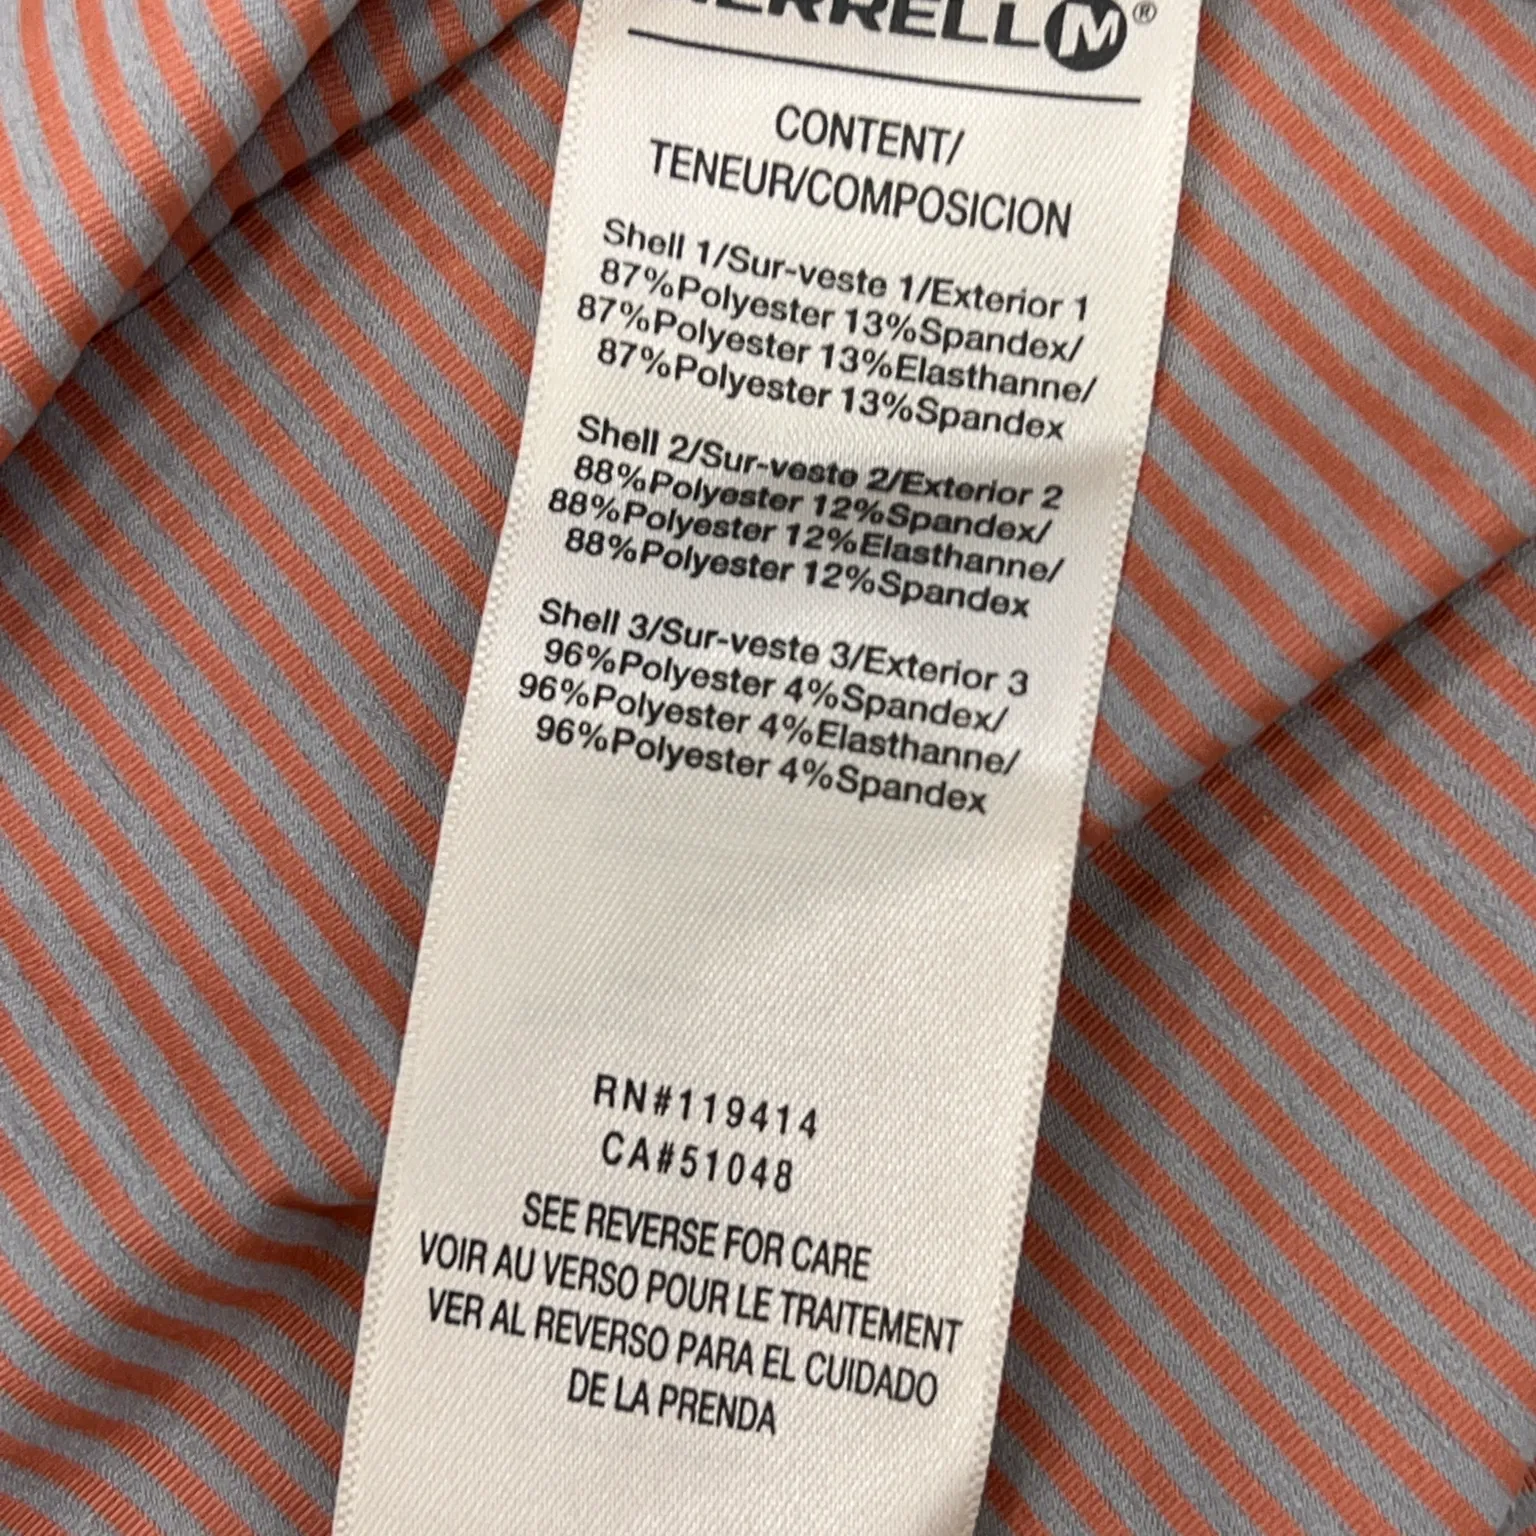 MERRELL M ®
CONTENT/
TENEUR/COMPOSICION
Shell 1/Sur-veste 1/Exterior 1
87%Polyester 13%Spandex/
87%Polyester 13%Elasthanne/
87%Polyester 13%Spandex
Shell 2/Sur-veste 2/Exterior 2
88%Polyester 12%Spandex/
88%Polyester 12%Elasthanne/
88%Polyester 12%Spandex
Shell 3/Sur-veste 3/Exterior 3
96%Polyester 4%Spandex/
96%Polyester 4%Elasthanne/
96%Polyester 4%Spandex
RN#119414
CA#51048
SEE REVERSE FOR CARE
VOIR AU VERSO POUR LE TRAITEMENT
VER AL REVERSO PARA EL CUIDADO
DE LA PRENDA